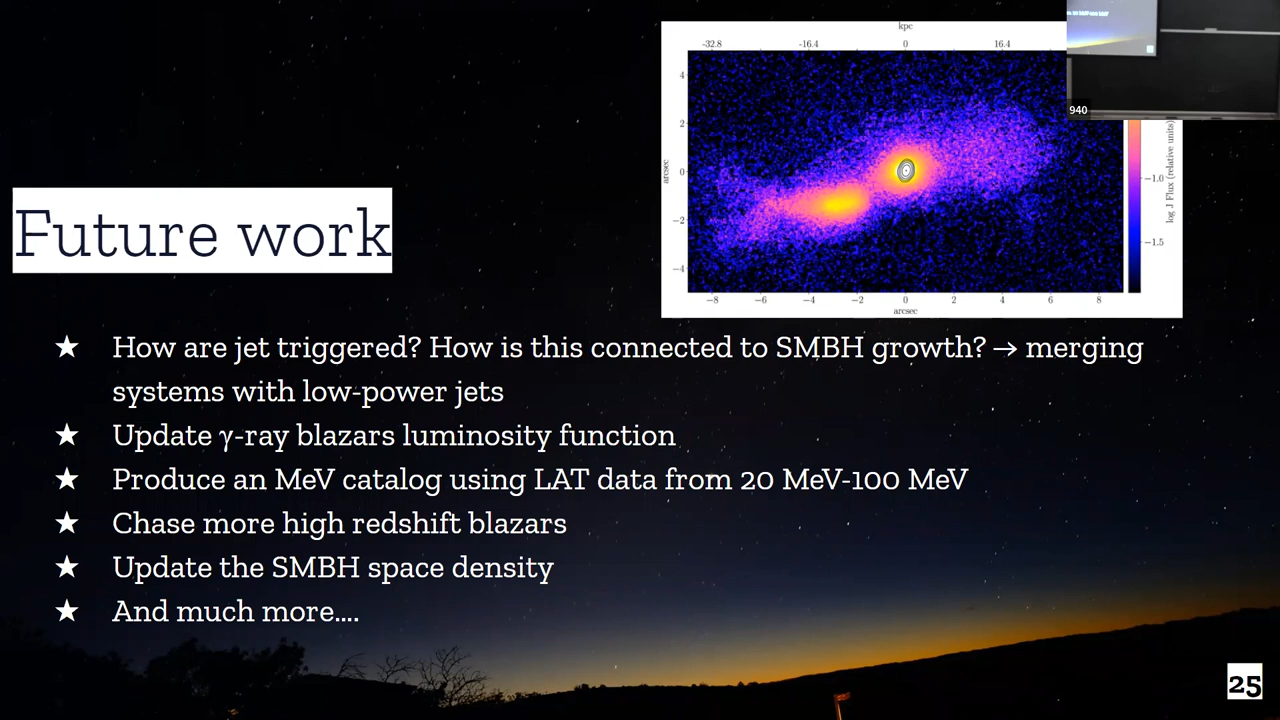 kpc
-32.8 -16.4 0 16.4
4
2
0
−2
−4
arcsec
−8 −6 −4 −2 0 2 4 6 8
arcsec
−1.0
−1.5
log J Flux (relative units)
940
Future work
★ How are jet triggered? How is this connected to SMBH growth? → merging
systems with low-power jets
★ Update γ-ray blazars luminosity function
★ Produce an MeV catalog using LAT data from 20 MeV-100 MeV
★ Chase more high redshift blazars
★ Update the SMBH space density
★ And much more....
25